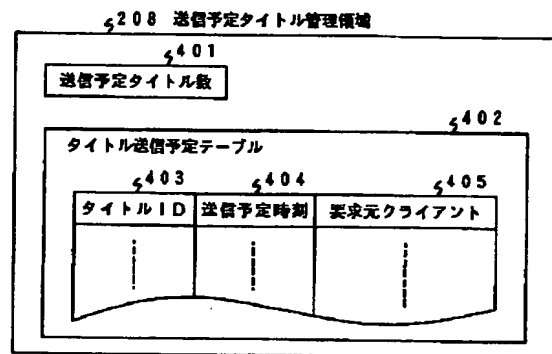 208 送信予定タイトル管理領域
401
送信予定タイトル数
402
タイトル送信予定テーブル
403 404 405
タイトルID 送信予定時刻 要求元クライアント